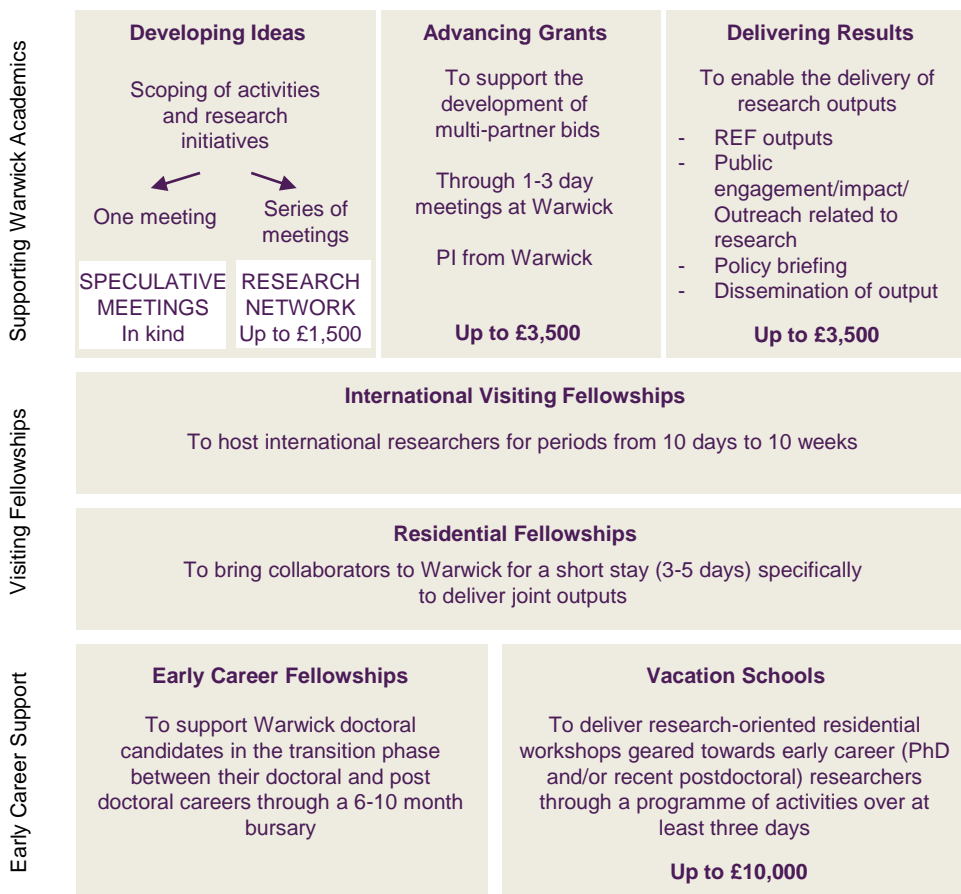 Supporting Warwick Academics
Developing Ideas
Scoping of activities
and research
initiatives
One meeting
Series of
meetings
SPECULATIVE
MEETINGS
In kind
RESEARCH
NETWORK
Up to £1,500
Advancing Grants
To support the
development of
multi-partner bids
Through 1-3 day
meetings at Warwick
PI from Warwick
Up to £3,500
Delivering Results
To enable the delivery of
research outputs
- REF outputs
- Public
engagement/impact/
Outreach related to
research
- Policy briefing
- Dissemination of output
Up to £3,500
Visiting Fellowships
International Visiting Fellowships
To host international researchers for periods from 10 days to 10 weeks
Residential Fellowships
To bring collaborators to Warwick for a short stay (3-5 days) specifically
to deliver joint outputs
Early Career Support
Early Career Fellowships
To support Warwick doctoral
candidates in the transition phase
between their doctoral and post
doctoral careers through a 6-10 month
bursary
Vacation Schools
To deliver research-oriented residential
workshops geared towards early career (PhD
and/or recent postdoctoral) researchers
through a programme of activities over at
least three days
Up to £10,000